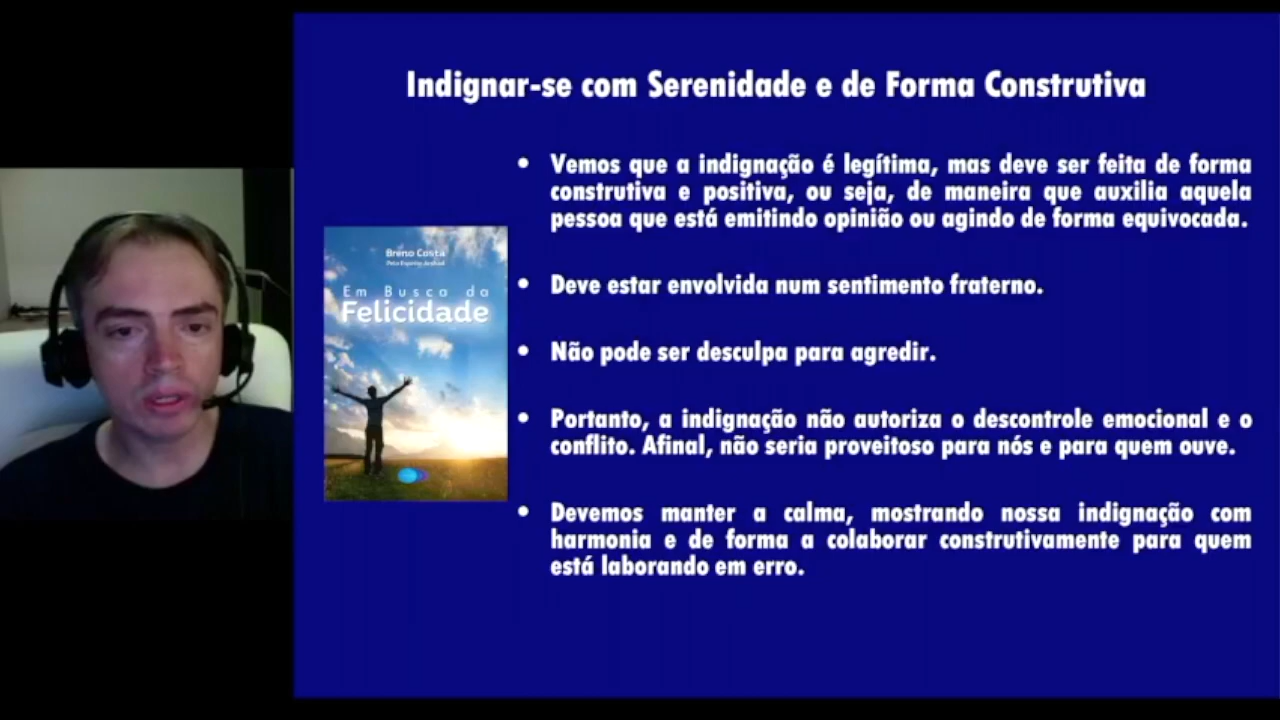 Indignar-se com Serenidade e de Forma Construtiva
• Vemos que a indignação é legítima, mas deve ser feita de forma
construtiva e positiva, ou seja, de maneira que auxilia aquela
pessoa que está emitindo opinião ou agindo de forma equivocada.
Breno Costa
Pelo Espírito
Em Busca da
Felicidade
• Deve estar envolvida num sentimento fraterno.
• Não pode ser desculpa para agredir.
• Portanto, a indignação não autoriza o descontrole emocional e o
conflito. Afinal, não seria proveitoso para nós e para quem ouve.
• Devemos manter a calma, mostrando nossa indignação com
harmonia e de forma a colaborar construtivamente para quem
está laborando em erro.